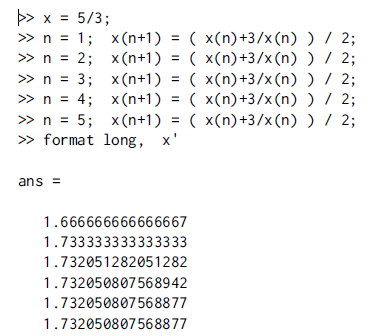 >> x = 5/3;
>> n = 1;  x(n+1) = ( x(n)+3/x(n) ) / 2;
>> n = 2;  x(n+1) = ( x(n)+3/x(n) ) / 2;
>> n = 3;  x(n+1) = ( x(n)+3/x(n) ) / 2;
>> n = 4;  x(n+1) = ( x(n)+3/x(n) ) / 2;
>> n = 5;  x(n+1) = ( x(n)+3/x(n) ) / 2;
>> format long,  x'
ans =
1.666666666666667
1.733333333333333
1.732051282051282
1.732050807568942
1.732050807568877
1.732050807568877